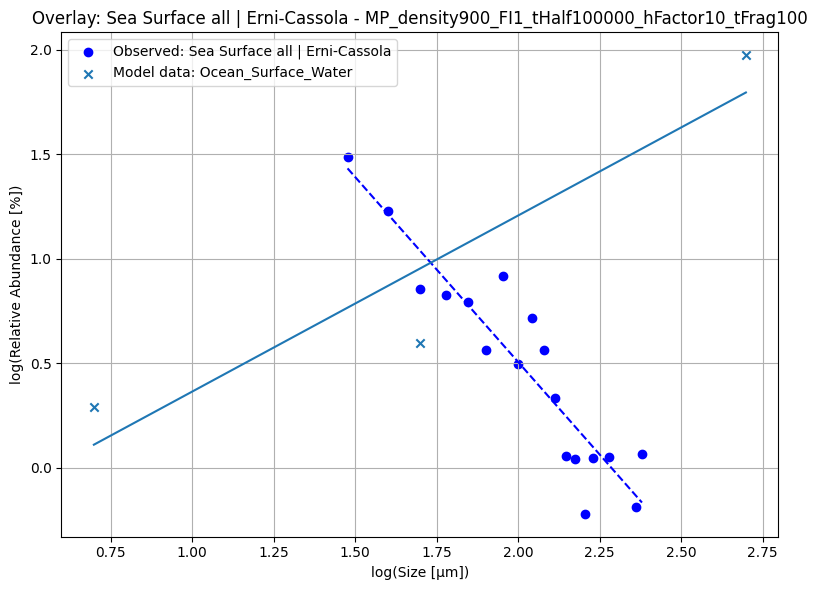 Overlay: Sea Surface all | Erni-Cassola - MP_density900_FI1_tHalf100000_hFactor10_tFrag100
Observed: Sea Surface all | Erni-Cassola
Model data: Ocean_Surface_Water
log(Relative Abundance [%])
2.0
1.5
1.0
0.5
0.0
0.75 1.00 1.25 1.50 1.75 2.00 2.25 2.50 2.75
log(Size [µm])